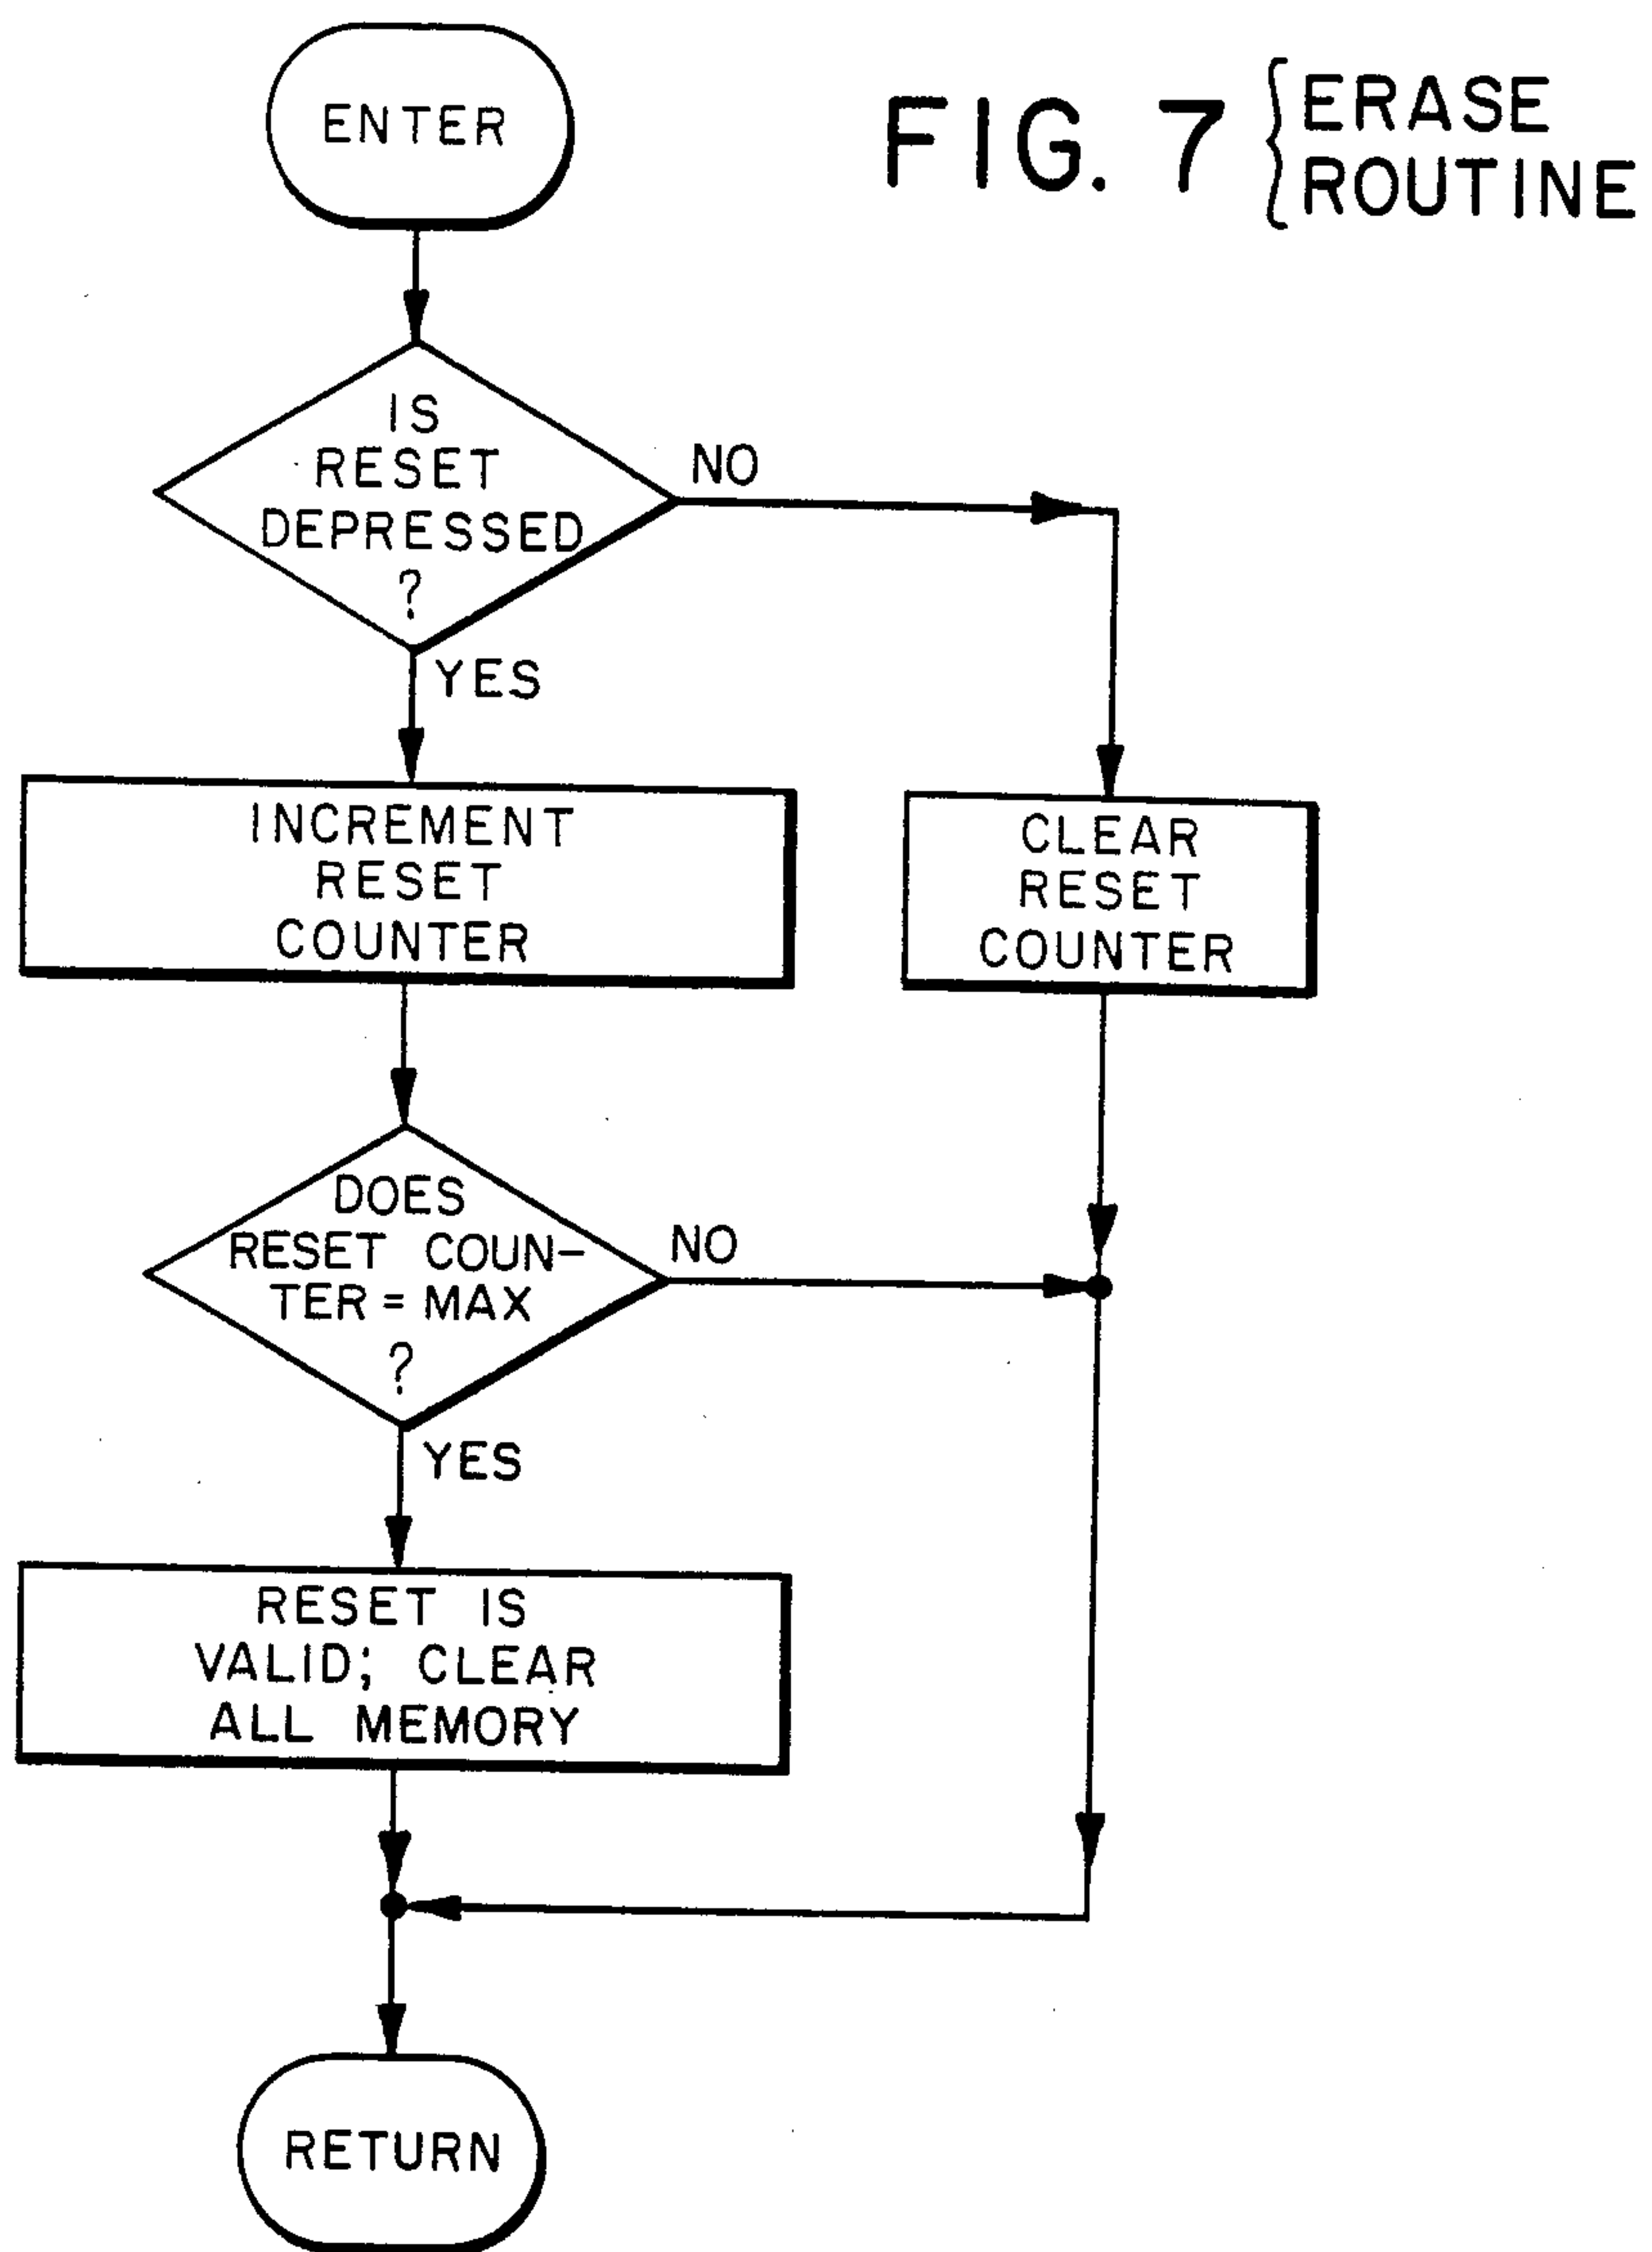 ENTER
FIG. 7
ERASE
ROUTINE
IS
RESET
DEPRESSED
?
NO
YES
INCREMENT
RESET
COUNTER
CLEAR
RESET
COUNTER
DOES
RESET COUN-
TER = MAX
?
NO
YES
RESET IS
VALID; CLEAR
ALL MEMORY
RETURN